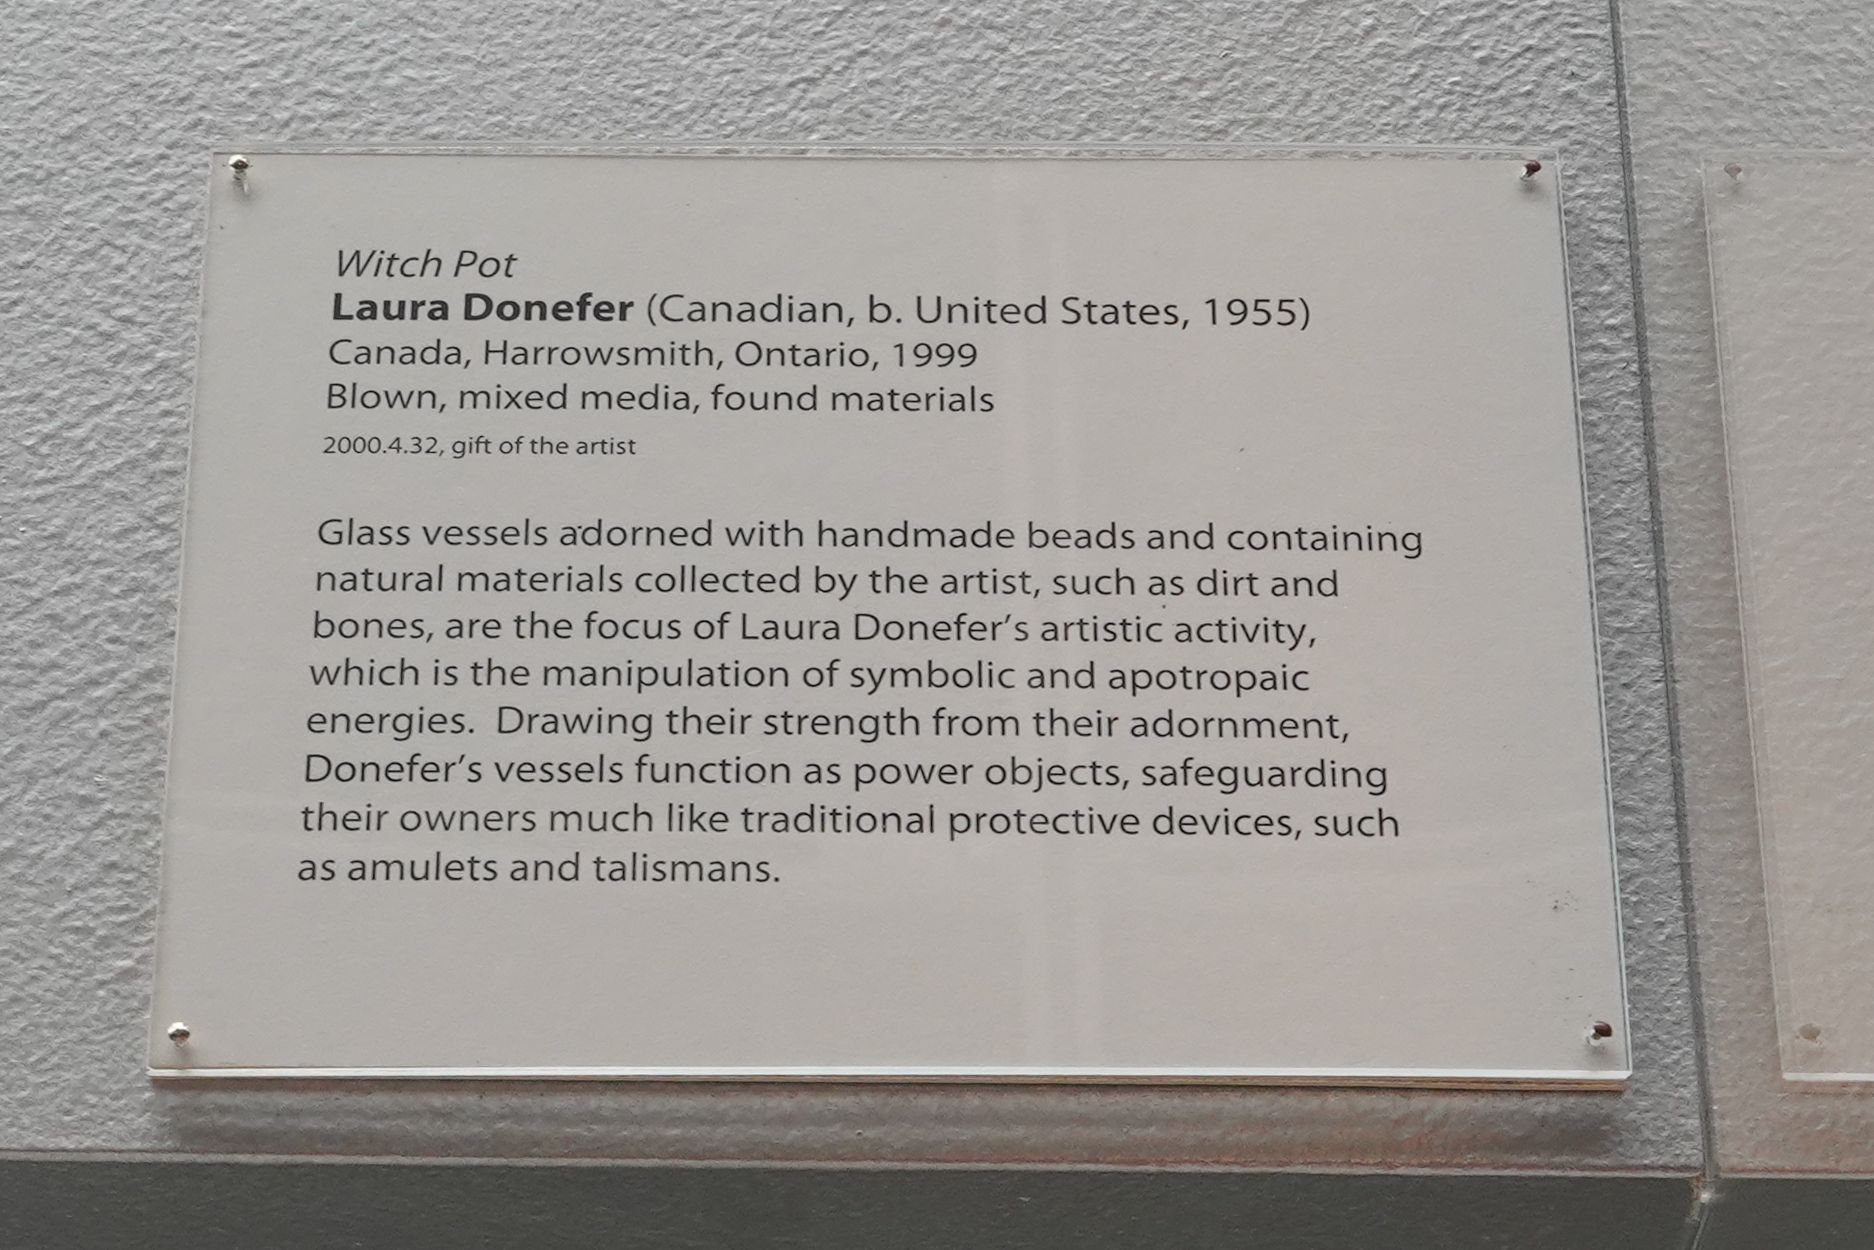 Witch Pot
Laura Donefer (Canadian, b. United States, 1955)
Canada, Harrowsmith, Ontario, 1999
Blown, mixed media, found materials
2000.4.32, gift of the artist
Glass vessels adorned with handmade beads and containing
natural materials collected by the artist, such as dirt and
bones, are the focus of Laura Donefer's artistic activity,
which is the manipulation of symbolic and apotropaic
energies.  Drawing their strength from their adornment,
Donefer's vessels function as power objects, safeguarding
their owners much like traditional protective devices, such
as amulets and talismans.